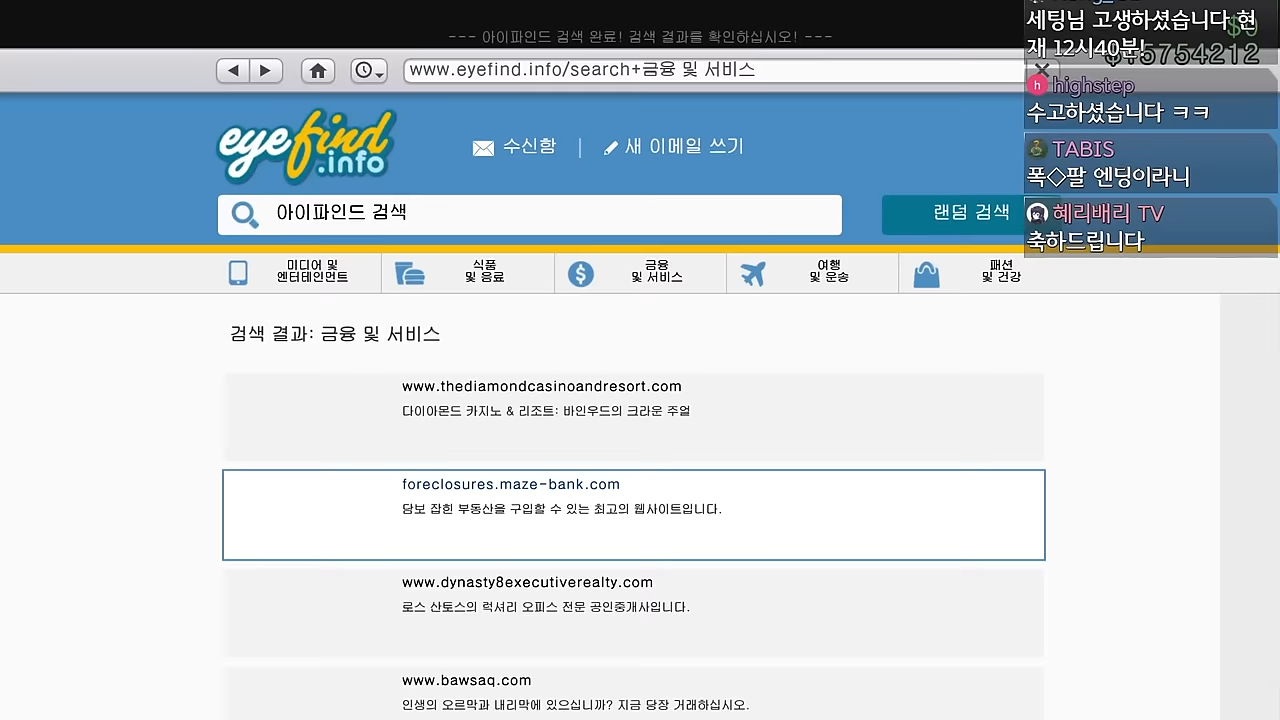 --- 아이파인드 검색 완료! 검색 결과를 확인하십시오! ---
www.eyefind.info/search+금융 및 서비스
eyefind
.info
수신함
새 이메일 쓰기
아이파인드 검색
랜덤 검색
미디어 및
엔터테인먼트
식품
및 음료
금융
및 서비스
여행
및 운송
패션
및 건강
검색 결과: 금융 및 서비스
www.thediamondcasinoandresort.com
다이아몬드 카지노 & 리조트: 바인우드의 크라운 주얼
foreclosures.maze-bank.com
담보 잡힌 부동산을 구입할 수 있는 최고의 웹사이트입니다.
www.dynasty8executiverealty.com
로스 산토스의 럭셔리 오피스 전문 공인중개사입니다.
www.bawsaq.com
인생의 오르막과 내리막에 있으십니까? 지금 당장 거래하십시오.
세팅님 고생하셨습니다 현
재 12시40분!
$0
h highstep
수고하셨습니다 ㅋㅋ
TABIS
폭◇팔 엔딩이라니
혜리배리 TV
축하드립니다